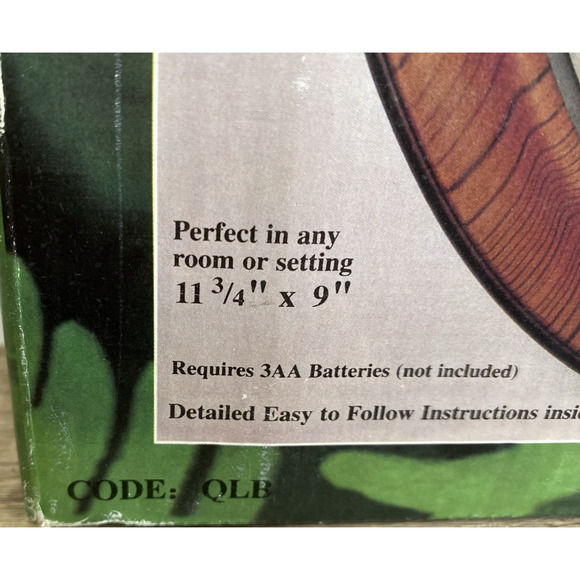 Perfect in any
room or setting
11 3/4" x 9"
Requires 3AA Batteries (not included)
Detailed Easy to Follow Instructions
CODE: QLB